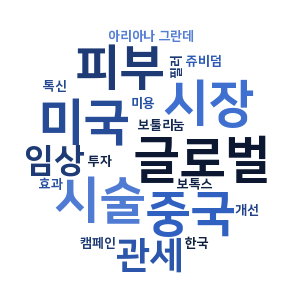 아리아나 그란데
피부
필러
쥬비덤
톡신
시장
미국
미용
보툴리눔
글로벌
임상
투자
효과
시술
보톡스
중국
개선
캠페인
관세
한국